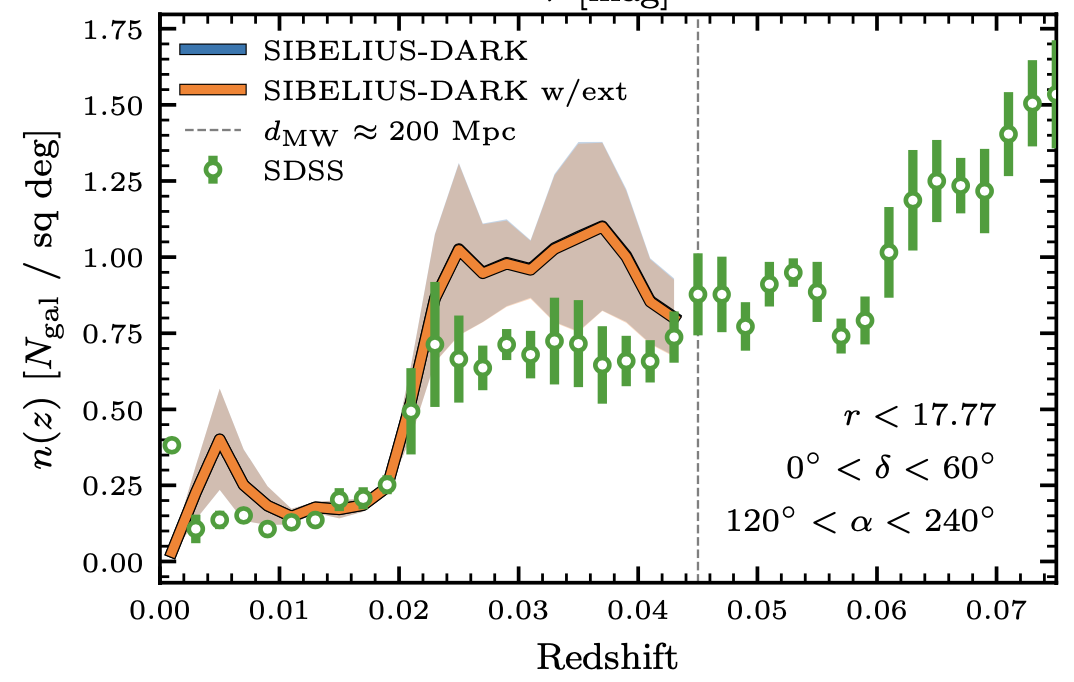 SIBELIUS-DARK
SIBELIUS-DARK w/ext
d_MW ≈ 200 Mpc
SDSS
n(z) [N_gal / sq deg]
1.75
1.50
1.25
1.00
0.75
0.50
0.25
0.00
r < 17.77
0° < δ < 60°
120° < α < 240°
0.00 0.01 0.02 0.03 0.04 0.05 0.06 0.07
Redshift